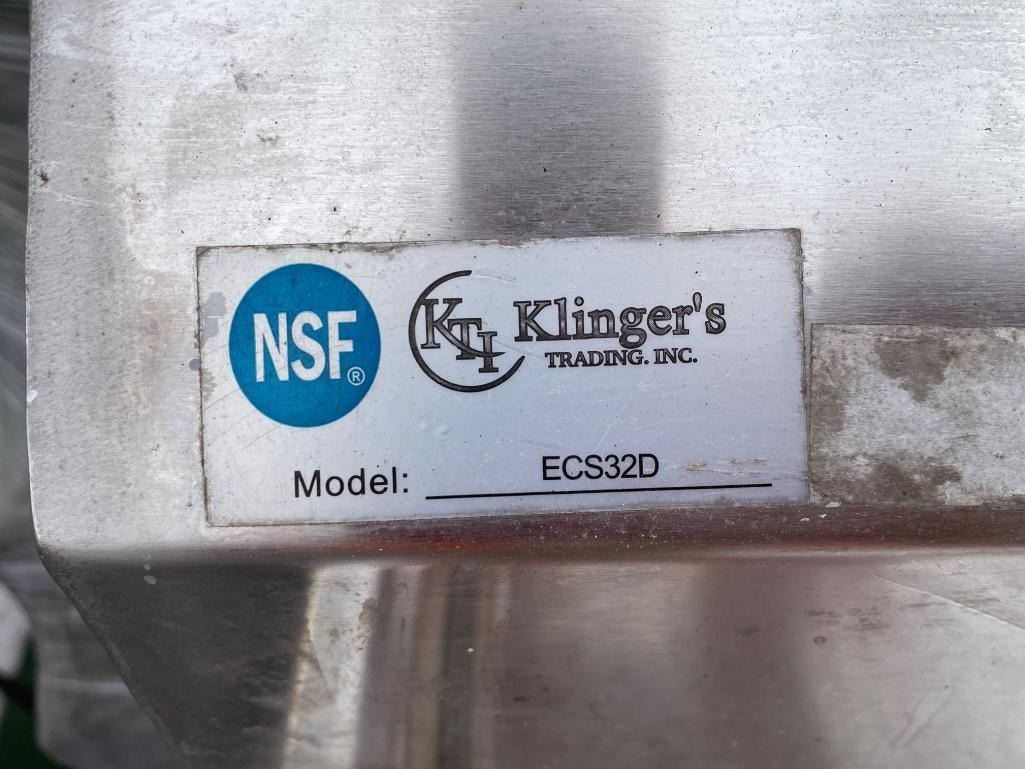 NSF®
KTI Klinger's
TRADING. INC.
Model: ECS32D